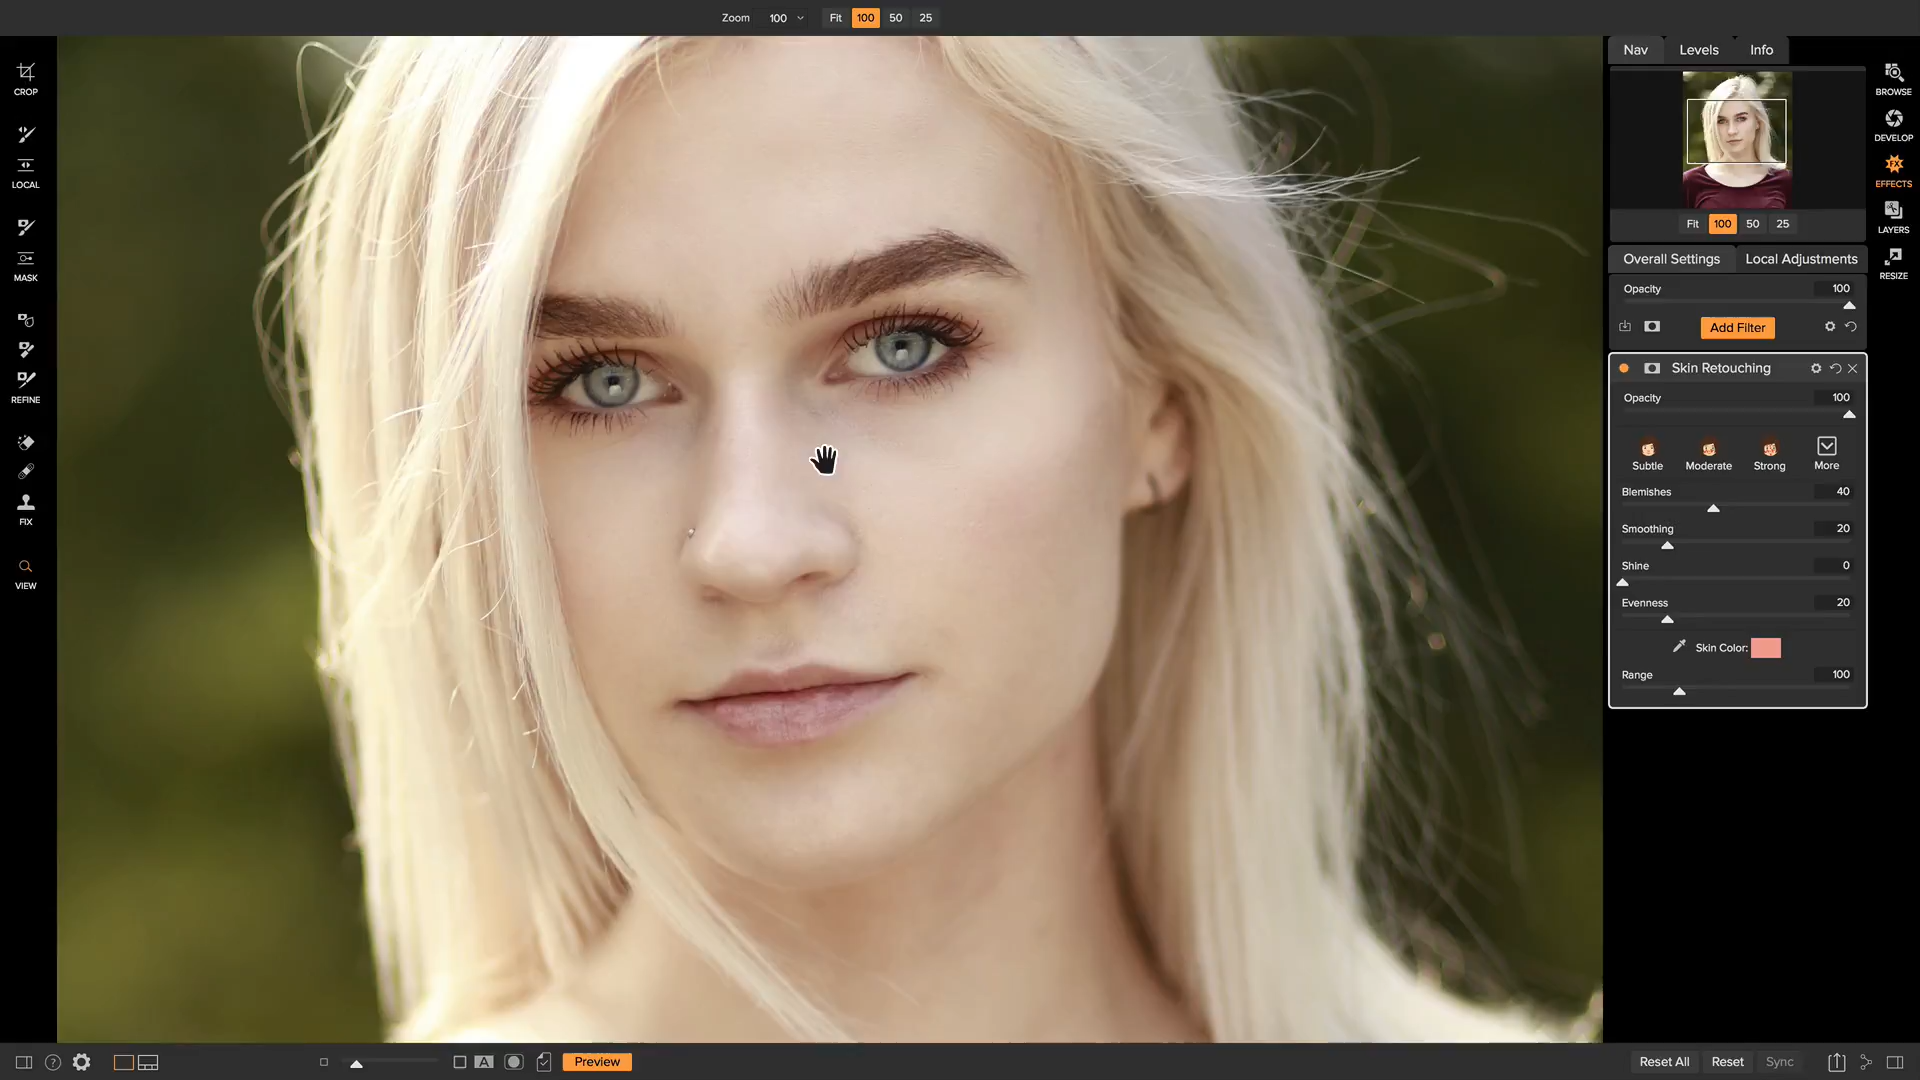 Zoom 100 Fit 100 50 25
CROP
LOCAL
MASK
REFINE
FIX
VIEW
Nav Levels Info
Fit 100 50 25
BROWSE
DEVELOP
FX
EFFECTS
LAYERS
RESIZE
Overall Settings Local Adjustments
Opacity 100
Add Filter
Skin Retouching
Opacity 100
Subtle Moderate Strong More
Blemishes 40
Smoothing 20
Shine 0
Evenness 20
Skin Color:
Range 100
? A Preview
Reset All Reset Sync